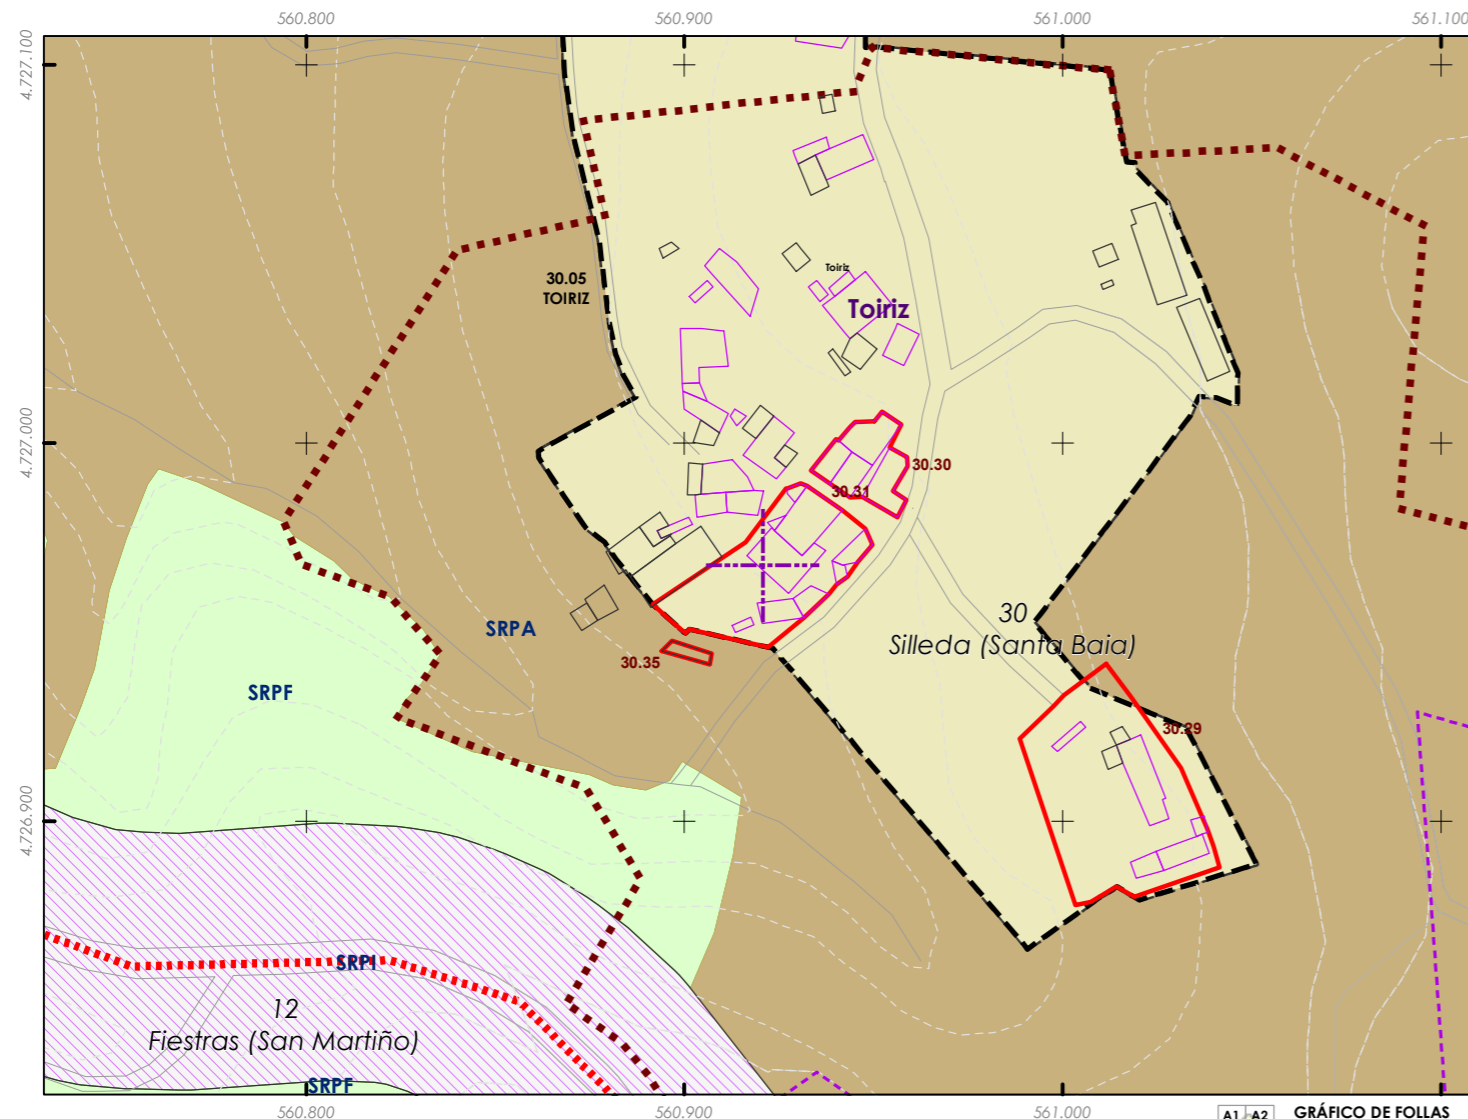 560.800
560.900
561.000
561.100
4.727.100
Toiriz
30.05
TOIRIZ
Toiriz
4.727.000
30.30
30.31
30
SRPA
Silleda (Santa Baia)
30.35
SRPF
30.29
4.726.900
SRPI
12
Fiestras (San Martiño)
SRPF
560.800
560.900
561.000
A1 A2
GRÁFICO DE FOLLAS